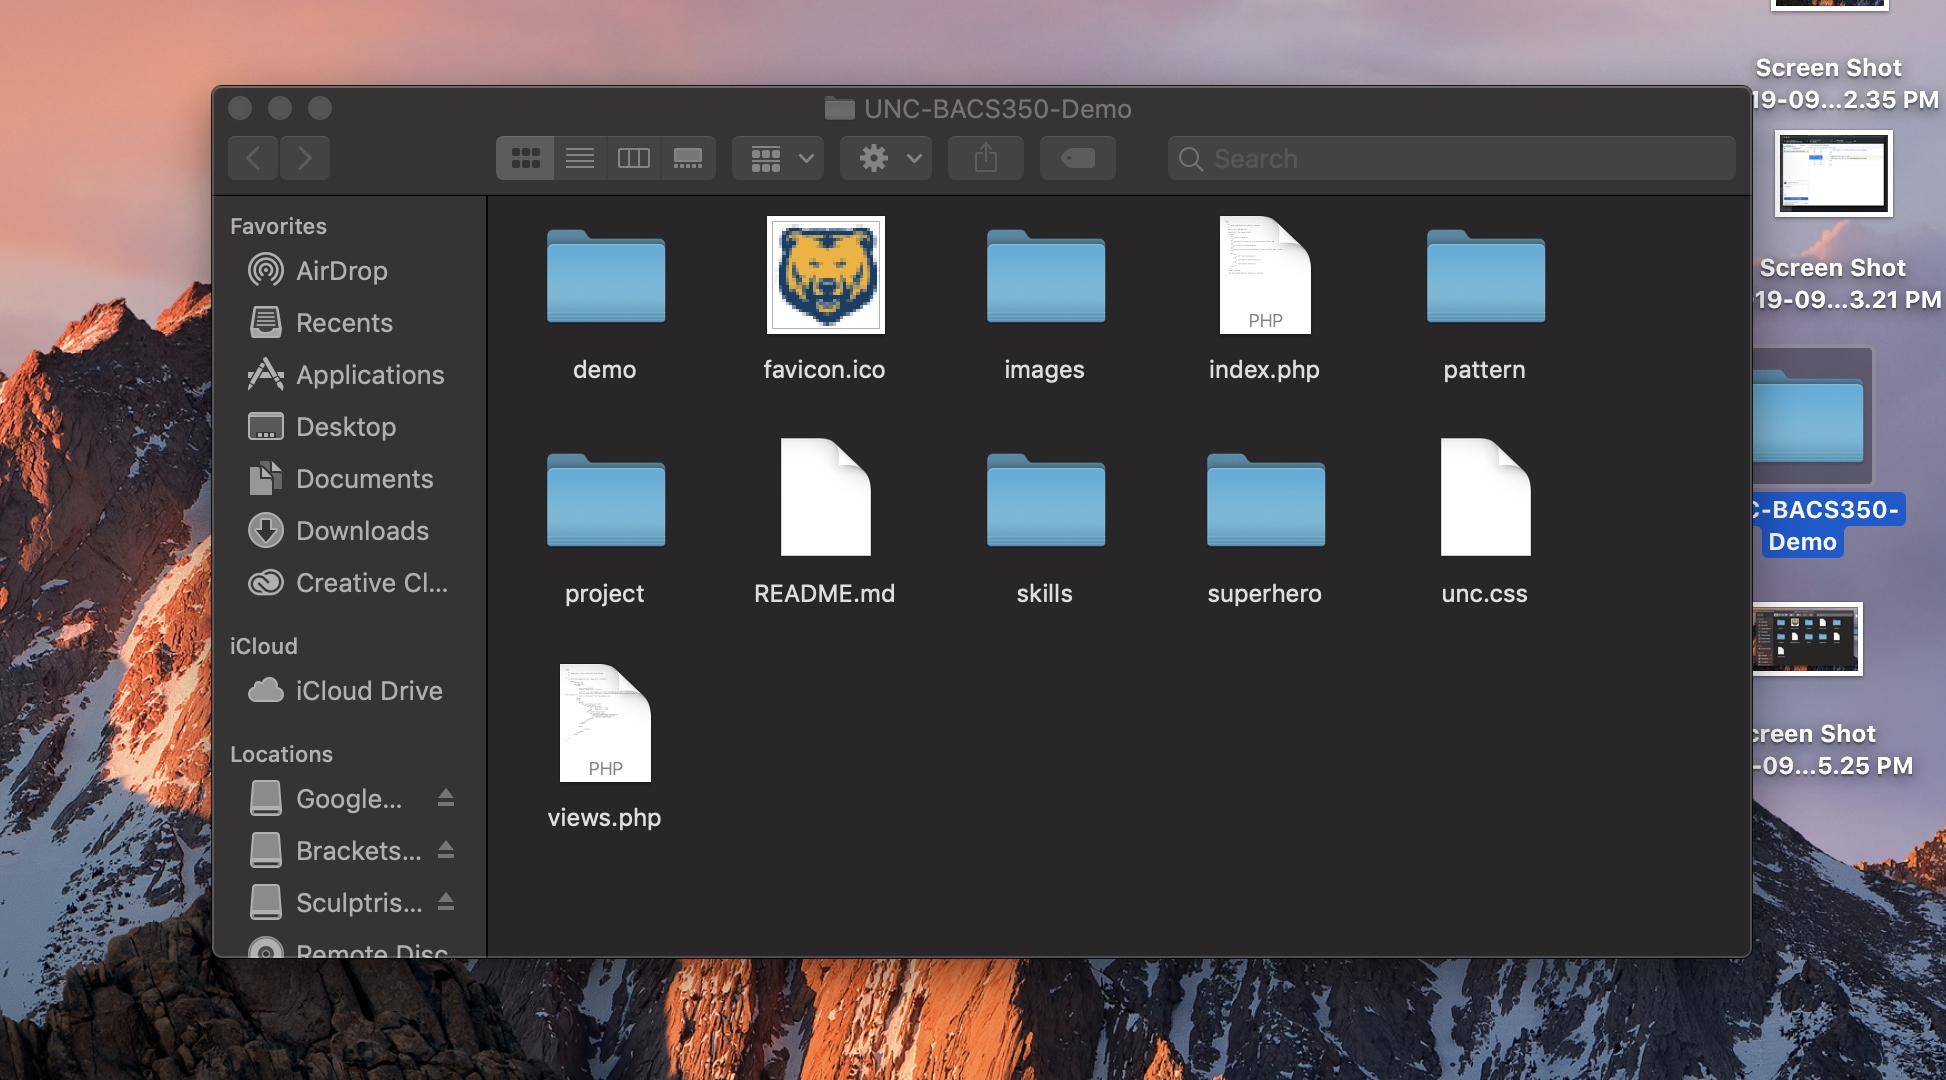 UNC-BACS350-Demo
Search
Favorites
AirDrop
Recents
Applications
Desktop
Documents
Downloads
Creative Cl...
iCloud
iCloud Drive
Locations
Google...
Brackets...
Sculptris...
Remote Disc
demo
favicon.ico
images
PHP
index.php
pattern
project
README.md
skills
superhero
unc.css
PHP
views.php
Screen Shot
19-09...2.35 PM
Screen Shot
19-09...3.21 PM
C-BACS350-
Demo
creen Shot
-09...5.25 PM